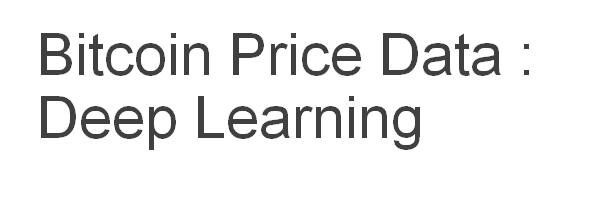 Bitcoin Price Data :
Deep Learning